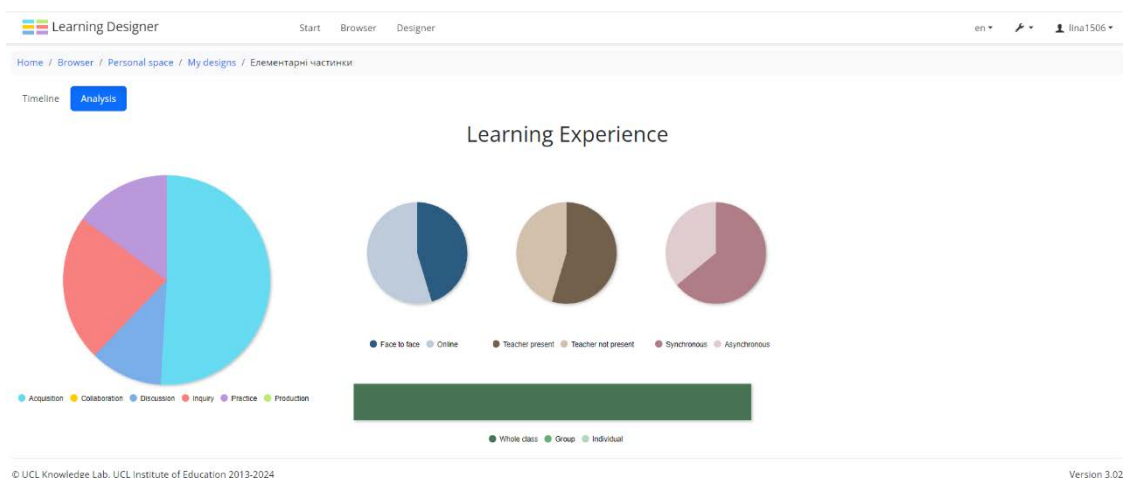 Learning Designer Start Browser Designer en lina1506
Home / Browser / Personal space / My designs / Елементарні частинки
Timeline Analysis
Learning Experience
Face to face Online Teacher present Teacher not present Synchronous Asynchronous
Acquisition Collaboration Discussion Inquiry Practice Production
Whole class Group Individual
© UCL Knowledge Lab, UCL Institute of Education 2013-2024 Version 3.02